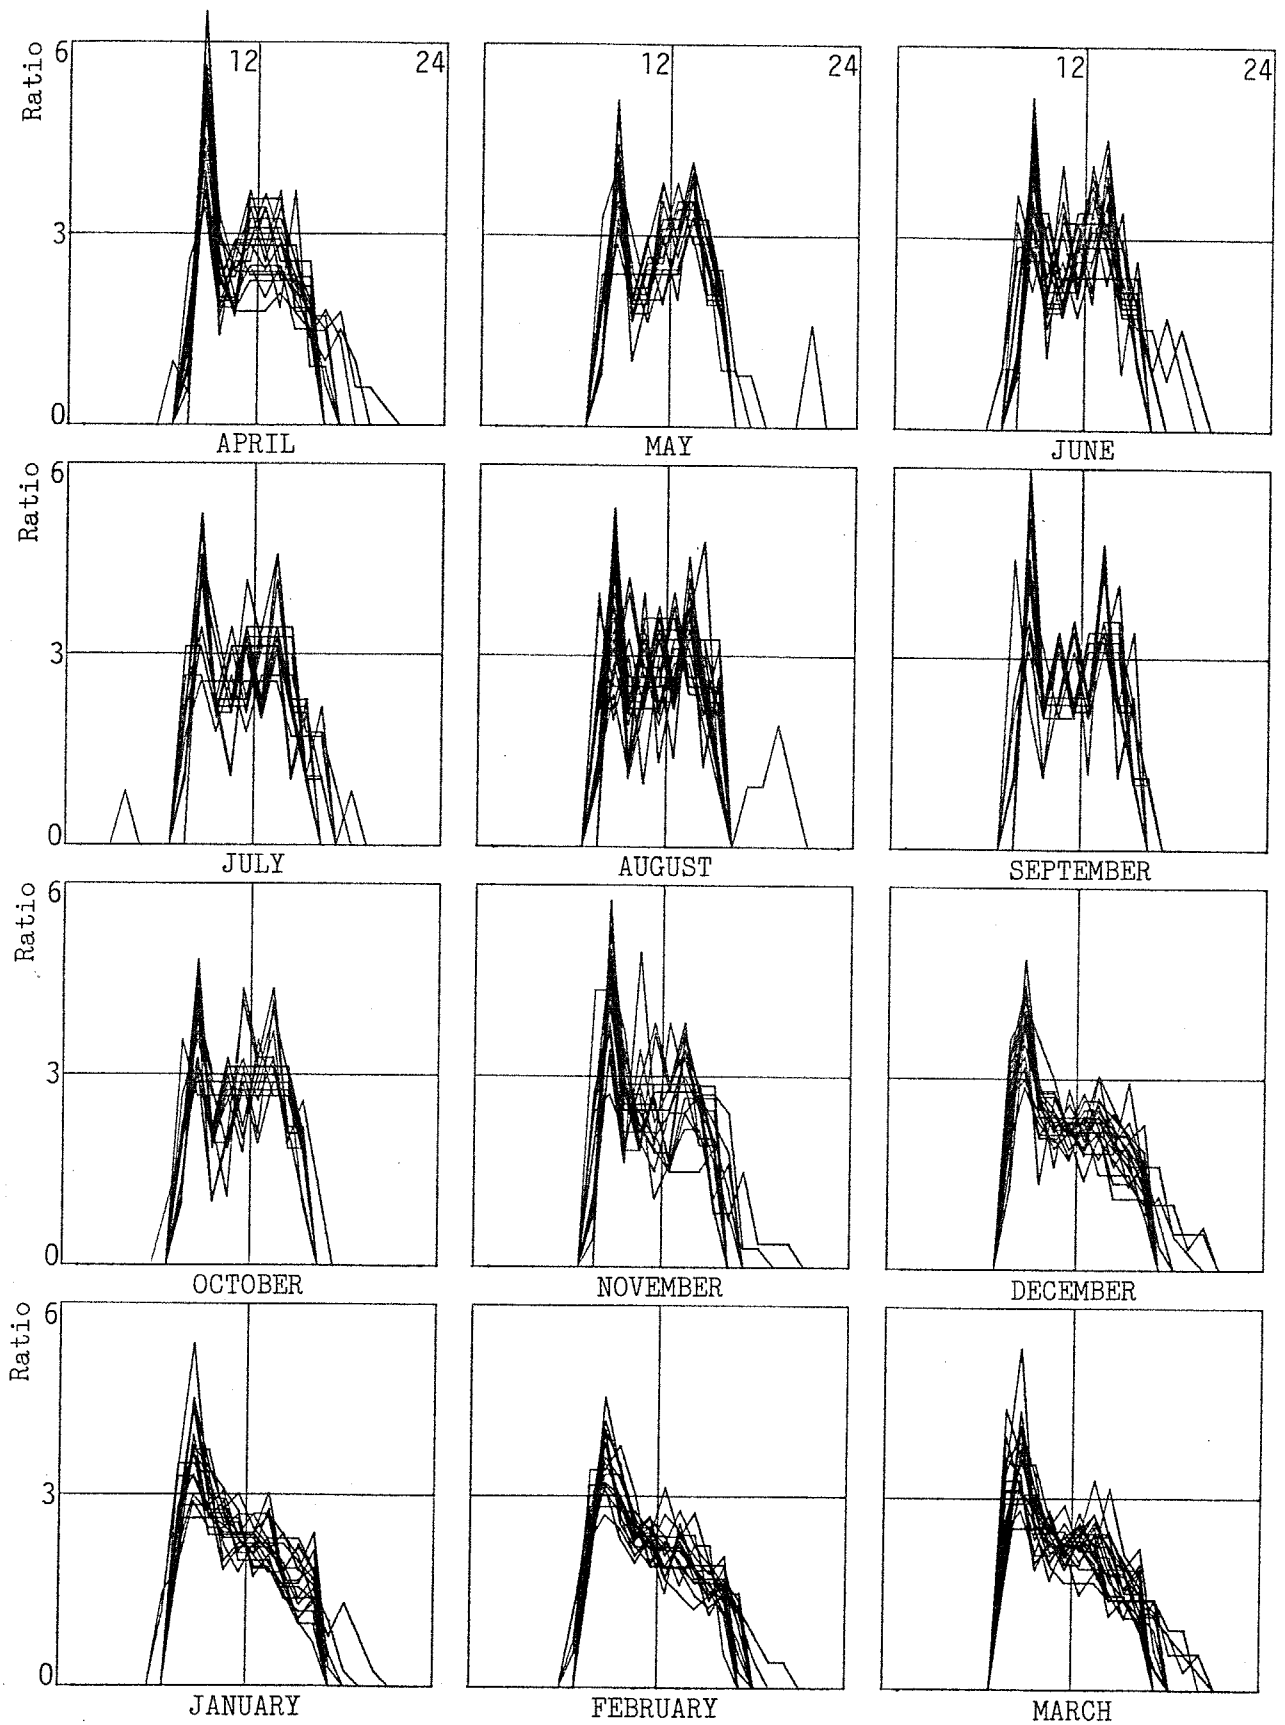 6 12 24 12 24 12 24
Ratio
3
0
APRIL MAY JUNE
6
Ratio
3
0
JULY AUGUST SEPTEMBER
6
Ratio
3
0
OCTOBER NOVEMBER DECEMBER
6
Ratio
3
0
JANUARY FEBRUARY MARCH